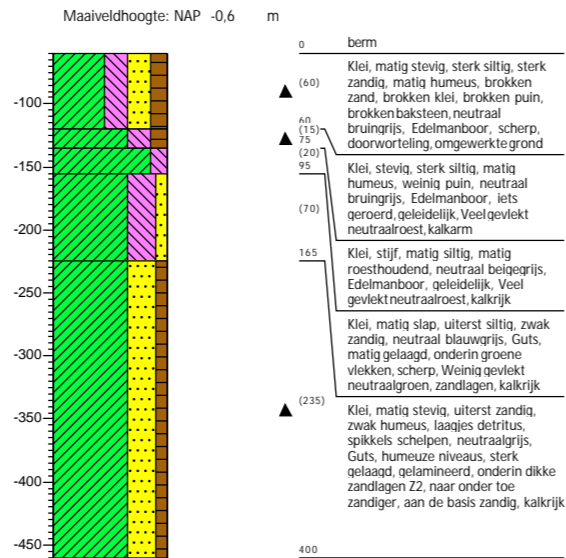 Maaiveldhoogte: NAP -0,6 m
0 berm
Klei, matig stevig, sterk siltig, sterk
(60) zandig, matig humeus, brokken
zand, brokken klei, brokken puin,
brokken baksteen, neutraal
60 bruingrijs, Edelmanboor, scherp,
(15) doorworteling, omgewerkte grond
75
(20)
95 Klei, stevig, sterk siltig, matig
humeus, weinig puin, neutraal
bruingrijs, Edelmanboor, iets
(70) geroerd, geleidelijk, Veel gevlekt
neutraalroest, kalkarm
165 Klei, stijf, matig siltig, matig
roesthoudend, neutraal beigegrijs,
Edelmanboor, geleidelijk, Veel
gevlekt neutraalroest, kalkrijk
Klei, matig slap, uiterst siltig, zwak
zandig, neutraal blauwgrijs, Guts,
matig gelaagd, onderin groene
vlekken, scherp, Weinig gevlekt
neutraalgroen, zandlagen, kalkrijk
(235)
Klei, matig stevig, uiterst zandig,
zwak humeus, laagjes detritus,
spikkels schelpen, neutraalgrijs,
Guts, humeuze niveaus, sterk
gelaagd, gelamineerd, onderin dikke
zandlagen Z2, naar onder toe
zandiger, aan de basis zandig, kalkrijk
400
-100
-150
-200
-250
-300
-350
-400
-450